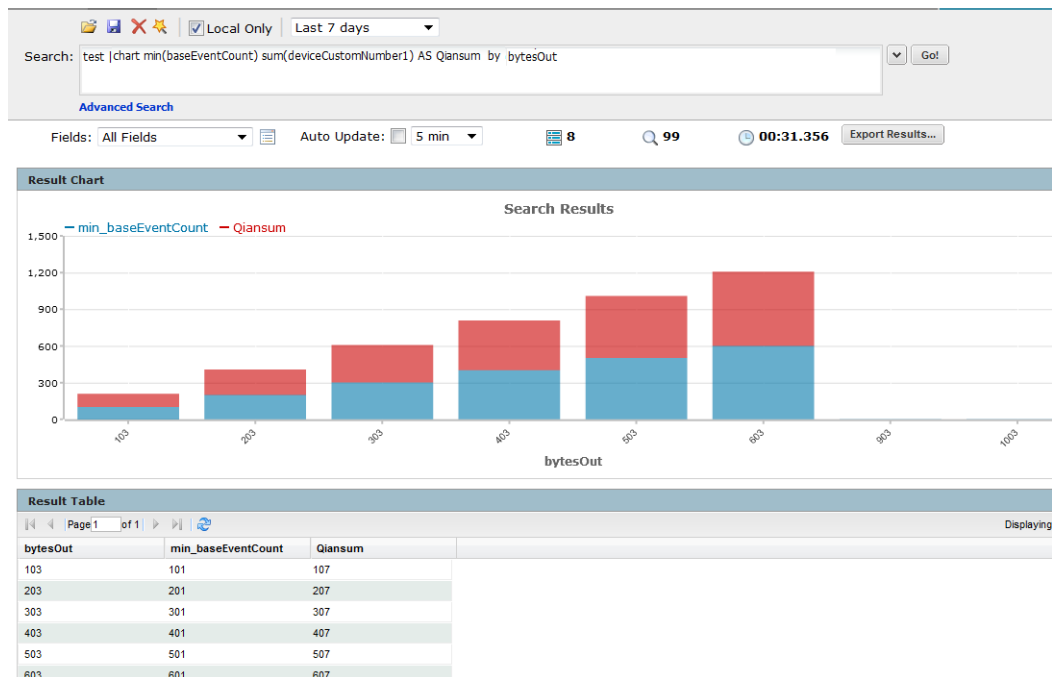 Local Only Last 7 days
Search: test |chart min(baseEventCount) sum(deviceCustomNumber1) AS Qiansum by bytesOut Go!
Advanced Search
Fields: All Fields Auto Update: 5 min 8 99 00:31.356 Export Results...
Result Chart
Search Results
min_baseEventCount Qiansum
1,500
1,200
900
600
300
0
103 203 303 403 503 603 903 1003
bytesOut
Result Table
Page 1 of 1 Displaying
bytesOut min_baseEventCount Qiansum
103 101 107
203 201 207
303 301 307
403 401 407
503 501 507
603 601 607